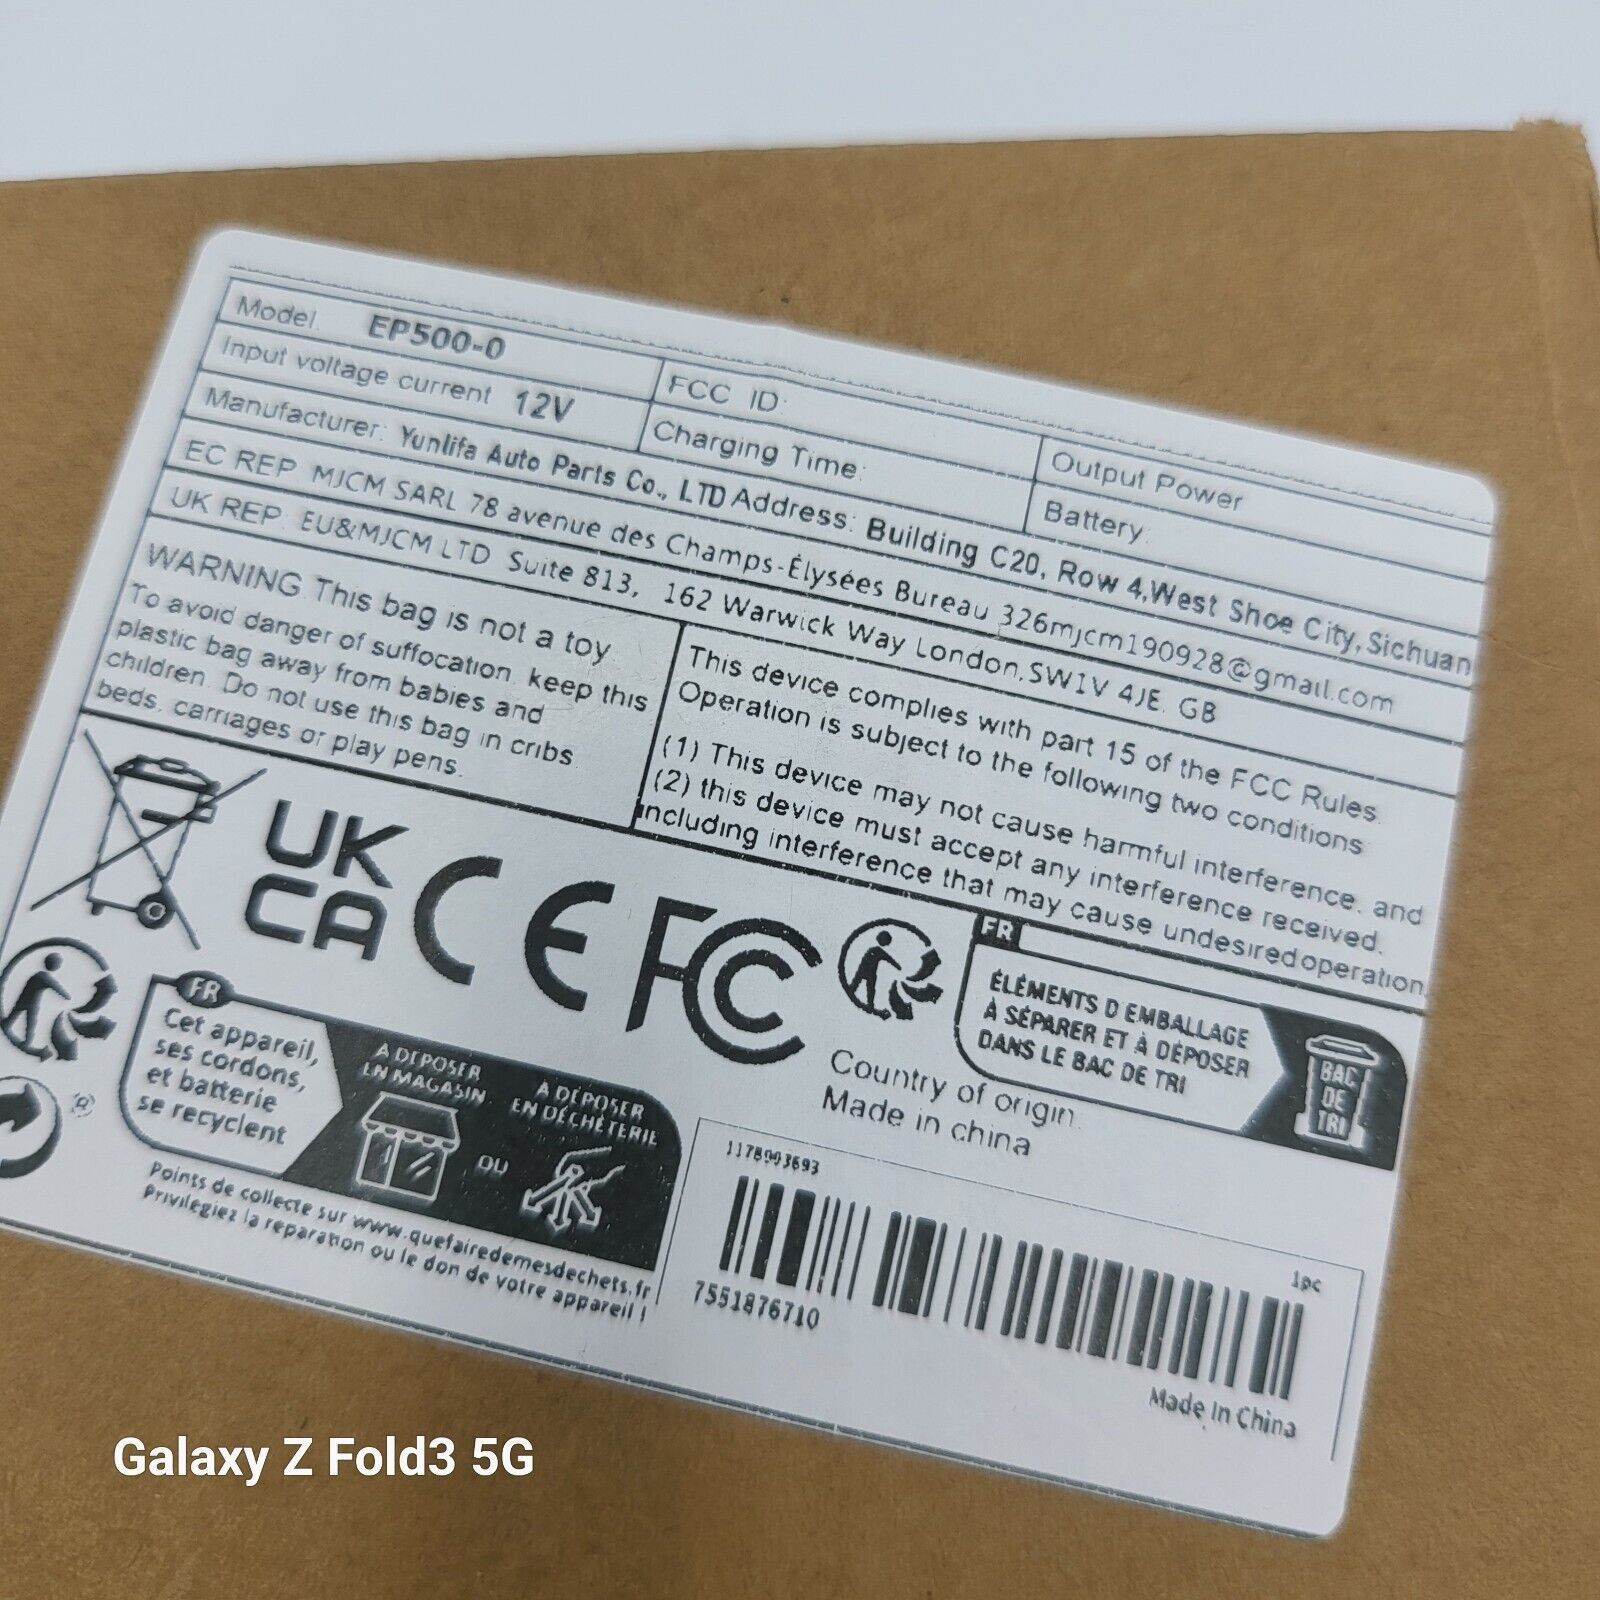 Model: EP500-0
FCC ID:
Output Power
Input voltage current 12V
Charging Time:
Battery:
Manufacturer: Yunlifa Auto Parts Co., LTD Address: Building C20, Row 4,West Shoe City, Sichuan
EC REP MJCM SARL 78 avenue des Champs-Élysées Bureau 326mjcm190928@gmail.com
UK REP: EU&MJCM LTD Suite 813, 162 Warwick Way London,SW1V 4JE. GB
WARNING This bag is not a toy
To avoid danger of suffocation, keep this
plastic bag away from babies and
children. Do not use this bag in cribs.
beds, carriages or play pens.
This device complies with part 15 of the FCC Rules.
Operation is subject to the following two conditions
(1) This device may not cause harmful interference, and
(2) this device must accept any interference received,
including interference that may cause undesired operation.
UK
CA
CE
FC
FR
ÉLÉMENTS D'EMBALLAGE
À SÉPARER ET À DÉPOSER
DANS LE BAC DE TRI
BAC
DE
TRI
FR
Cet appareil,
ses cordons,
et batterie
se recyclent
À DÉPOSER
EN MAGASIN
OU
À DÉPOSER
EN DÉCHÈTERIE
Points de collecte sur www.quefairedemesdechets.fr
Privilégiez la réparation ou le don de votre appareil !
Country of origin:
Made in china
1178903693
1pc
7551876710
Made In China
Galaxy Z Fold3 5G